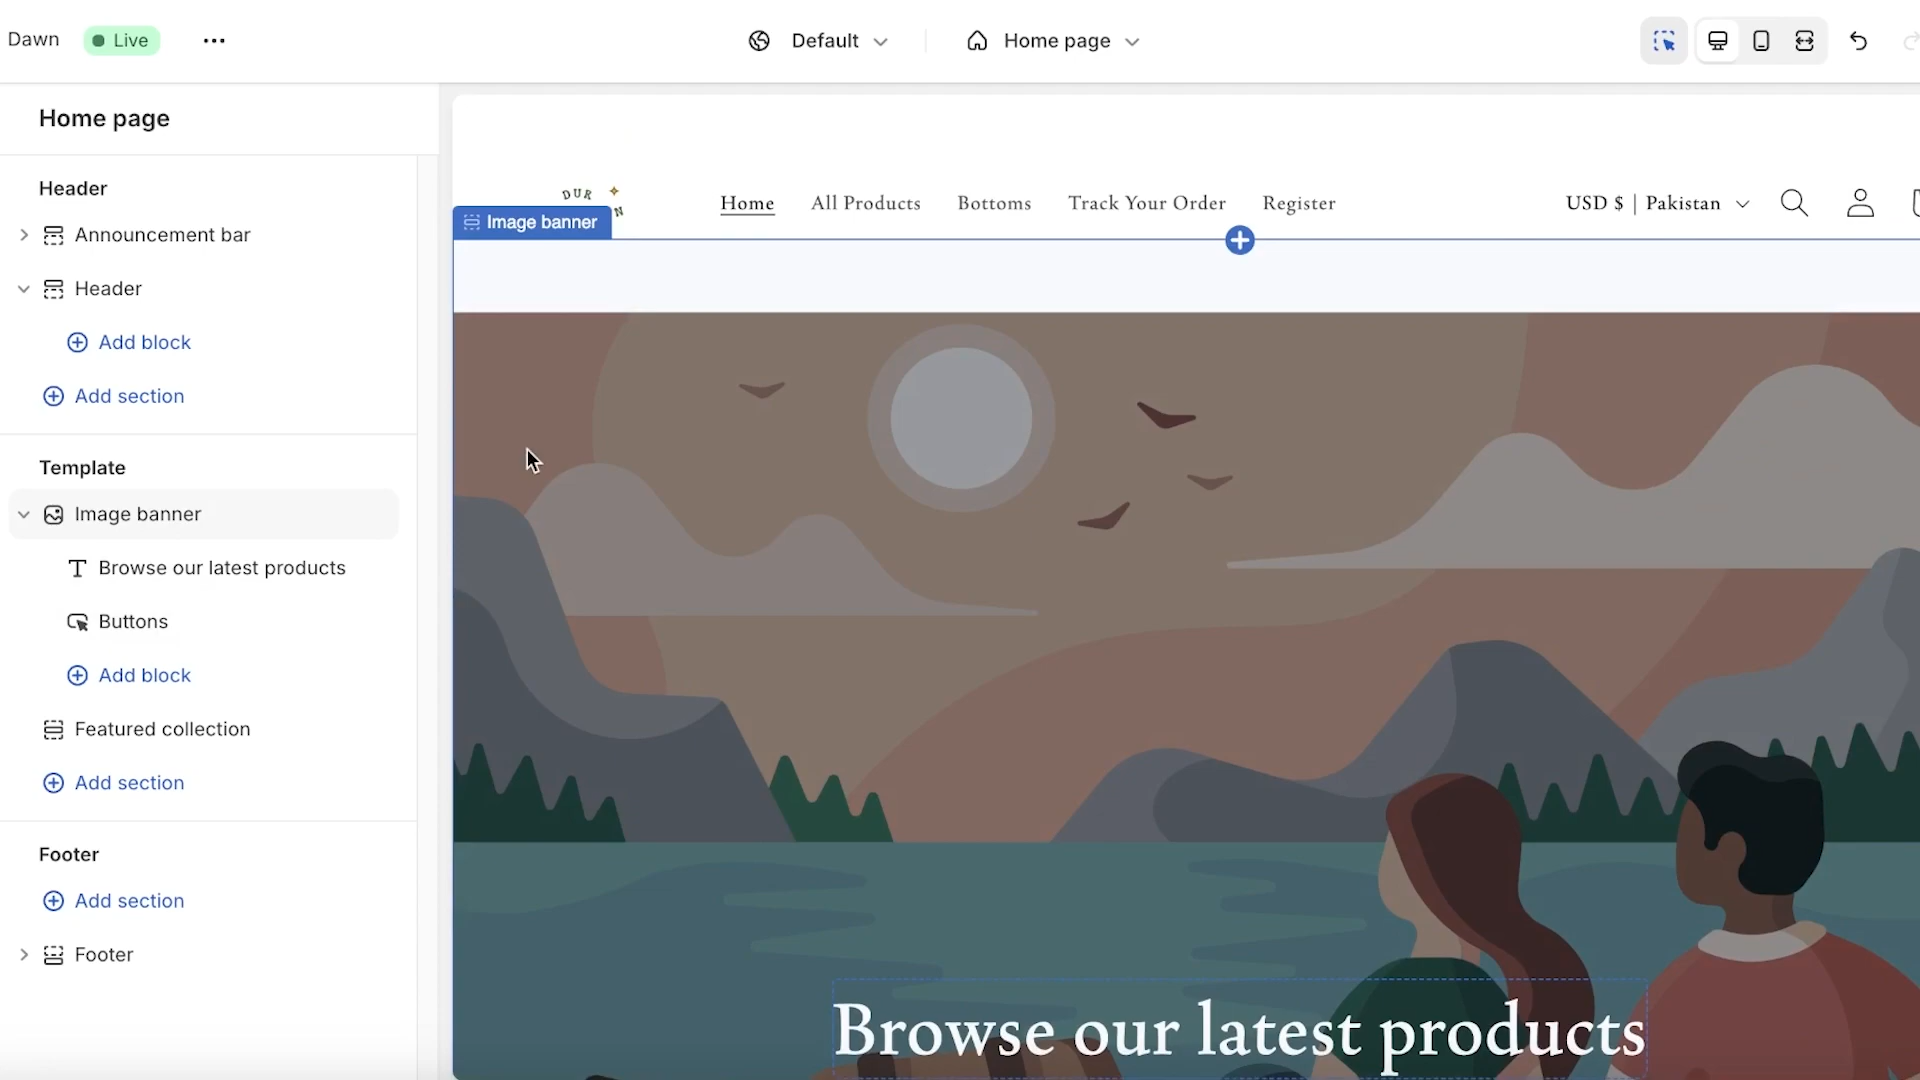 Dawn
Live
Default
Home page
Home page
Header
Announcement bar
Header
Add block
Add section
Template
Image banner
Browse our latest products
Buttons
Add block
Featured collection
Add section
Footer
Add section
Footer
DUR
N
Home
All Products
Bottoms
Track Your Order
Register
USD $ | Pakistan
Image banner
Browse our latest products